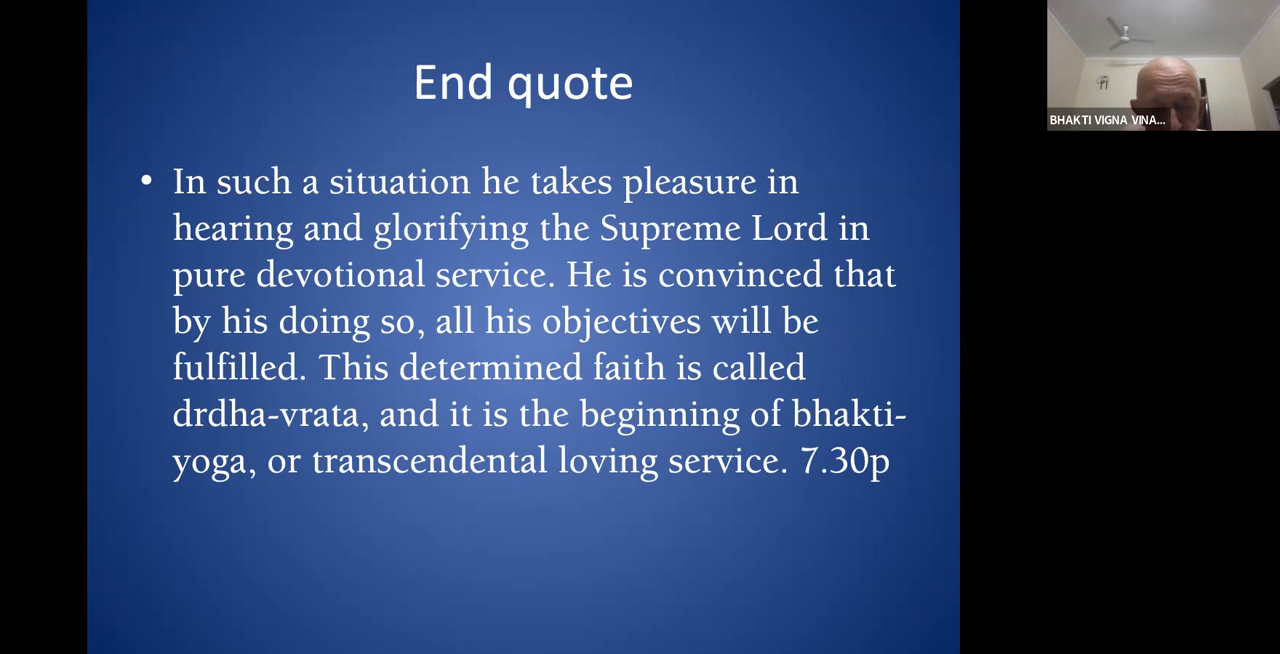 End quote
• In such a situation he takes pleasure in
hearing and glorifying the Supreme Lord in
pure devotional service. He is convinced that
by his doing so, all his objectives will be
fulfilled. This determined faith is called
drdha-vrata, and it is the beginning of bhakti-
yoga, or transcendental loving service. 7.30p
BHAKTI VIGNA VINA...